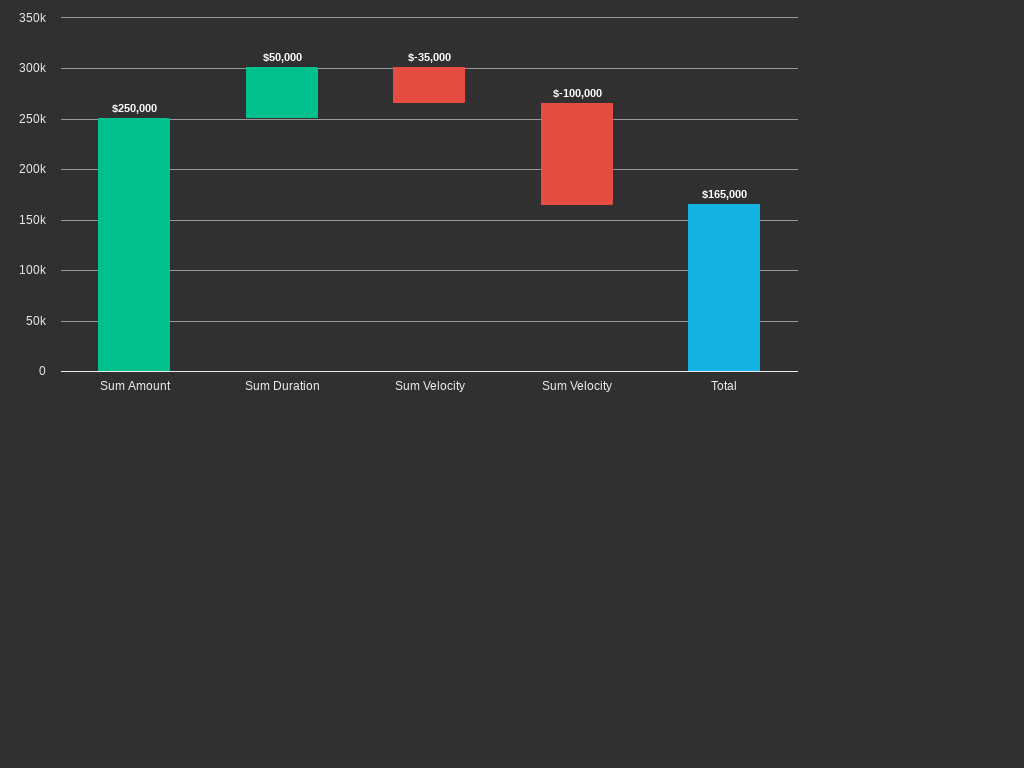 350k
300k
250k
200k
150k
100k
50k
0
$250,000
$50,000
$-35,000
$-100,000
$165,000
Sum Amount
Sum Duration
Sum Velocity
Sum Velocity
Total